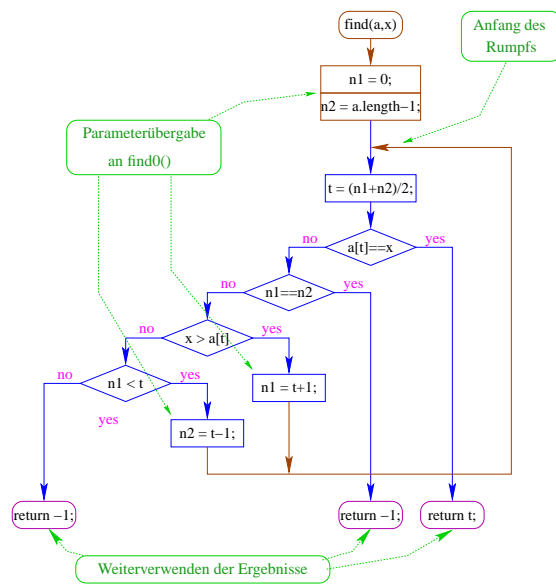 find(a,x)
Anfang des
Rumpfs
n1 = 0;
n2 = a.length−1;
Parameterübergabe
an find0()
t = (n1+n2)/2;
no
a[t]==x
yes
no
n1==n2
yes
no
x > a[t]
yes
no
n1 < t
yes
n1 = t+1;
yes
n2 = t−1;
return −1;
return −1;
return t;
Weiterverwenden der Ergebnisse